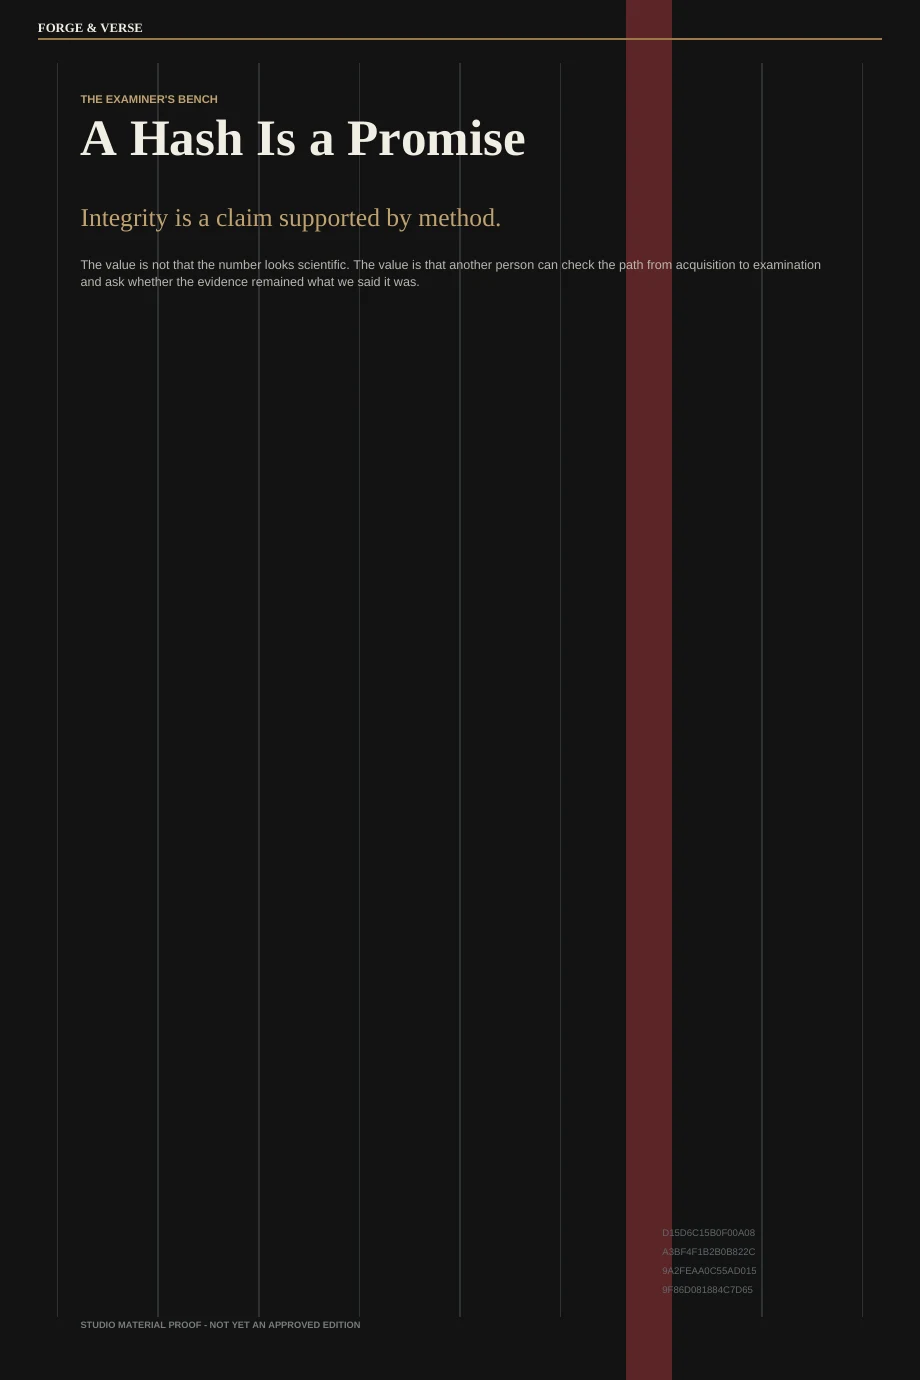 FORGE & VERSE
THE EXAMINER'S BENCH
A Hash Is a Promise
Integrity is a claim supported by method.
The value is not that the number looks scientific. The value is that another person can check the path from acquisition to examination
and ask whether the evidence remained what we said it was.
D15D6C15B0F00A08
A3BF4F1B2B0B822C
9A2FEAA0C55AD015
9F86D081884C7D65
STUDIO MATERIAL PROOF - NOT YET AN APPROVED EDITION